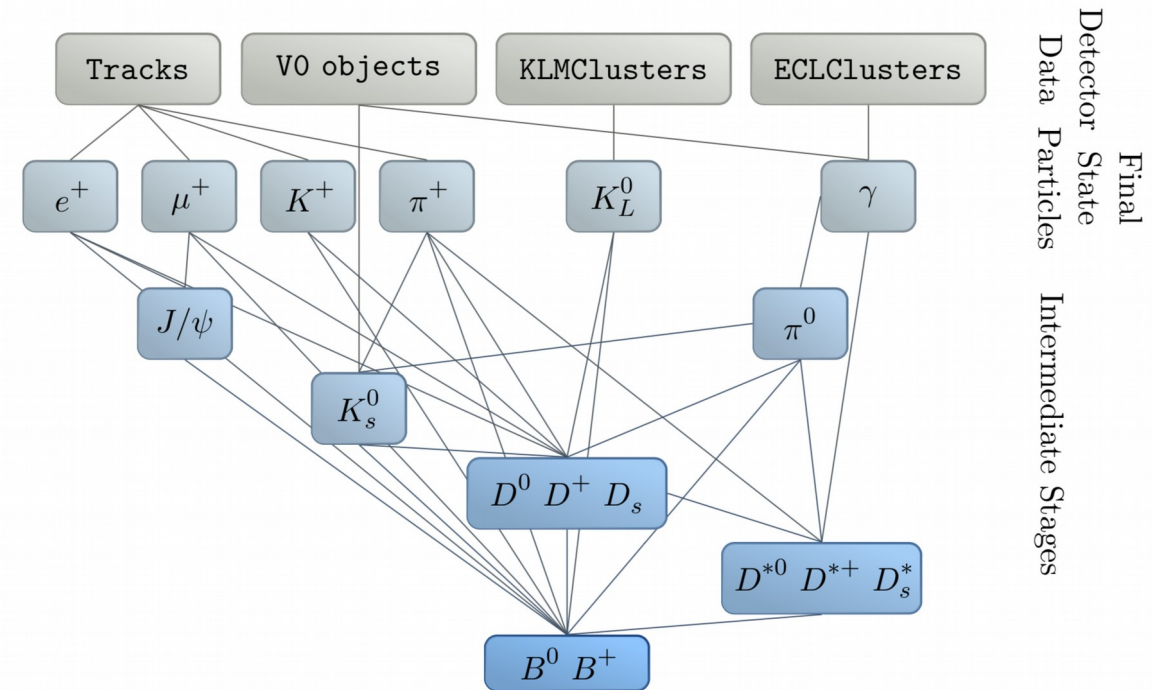 Tracks
V0 objects
KLMClusters
ECLClusters
Detector
Data
e⁺
μ⁺
K⁺
π⁺
K⁰_L
γ
Final
State
Particles
J/ψ
π⁰
K⁰_s
D⁰ D⁺ D_s
D*⁰ D*⁺ D*_s
B⁰ B⁺
Intermediate Stages